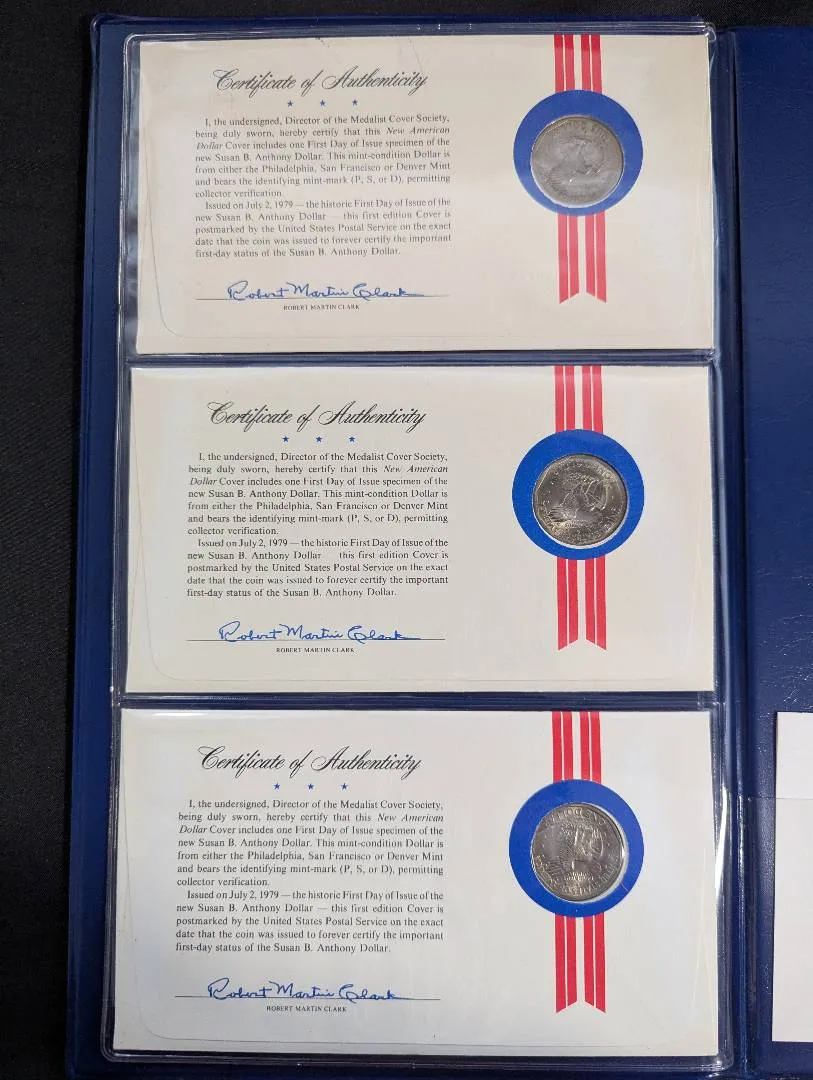 Certificate of Authenticity
I, the undersigned, Director of the Medalist Cover Society,
being duly sworn, hereby certify that this New American
Dollar Cover includes one First Day of Issue specimen of the
new Susan B. Anthony Dollar. This mint-condition Dollar is
from either the Philadelphia, San Francisco or Denver Mint
and bears the identifying mint-mark (P, S, or D), permitting
collector verification.
Issued on July 2, 1979 — the historic First Day of Issue of the
new Susan B. Anthony Dollar — this first edition Cover is
postmarked by the United States Postal Service on the exact
date that the coin was issued to forever certify the important
first-day status of the Susan B. Anthony Dollar.
Robert Martin Clark
ROBERT MARTIN CLARK
Certificate of Authenticity
I, the undersigned, Director of the Medalist Cover Society,
being duly sworn, hereby certify that this New American
Dollar Cover includes one First Day of Issue specimen of the
new Susan B. Anthony Dollar. This mint-condition Dollar is
from either the Philadelphia, San Francisco or Denver Mint
and bears the identifying mint-mark (P, S, or D), permitting
collector verification.
Issued on July 2, 1979 — the historic First Day of Issue of the
new Susan B. Anthony Dollar — this first edition Cover is
postmarked by the United States Postal Service on the exact
date that the coin was issued to forever certify the important
first-day status of the Susan B. Anthony Dollar.
Robert Martin Clark
ROBERT MARTIN CLARK
Certificate of Authenticity
I, the undersigned, Director of the Medalist Cover Society,
being duly sworn, hereby certify that this New American
Dollar Cover includes one First Day of Issue specimen of the
new Susan B. Anthony Dollar. This mint-condition Dollar is
from either the Philadelphia, San Francisco or Denver Mint
and bears the identifying mint-mark (P, S, or D), permitting
collector verification.
Issued on July 2, 1979 — the historic First Day of Issue of the
new Susan B. Anthony Dollar — this first edition Cover is
postmarked by the United States Postal Service on the exact
date that the coin was issued to forever certify the important
first-day status of the Susan B. Anthony Dollar.
Robert Martin Clark
ROBERT MARTIN CLARK